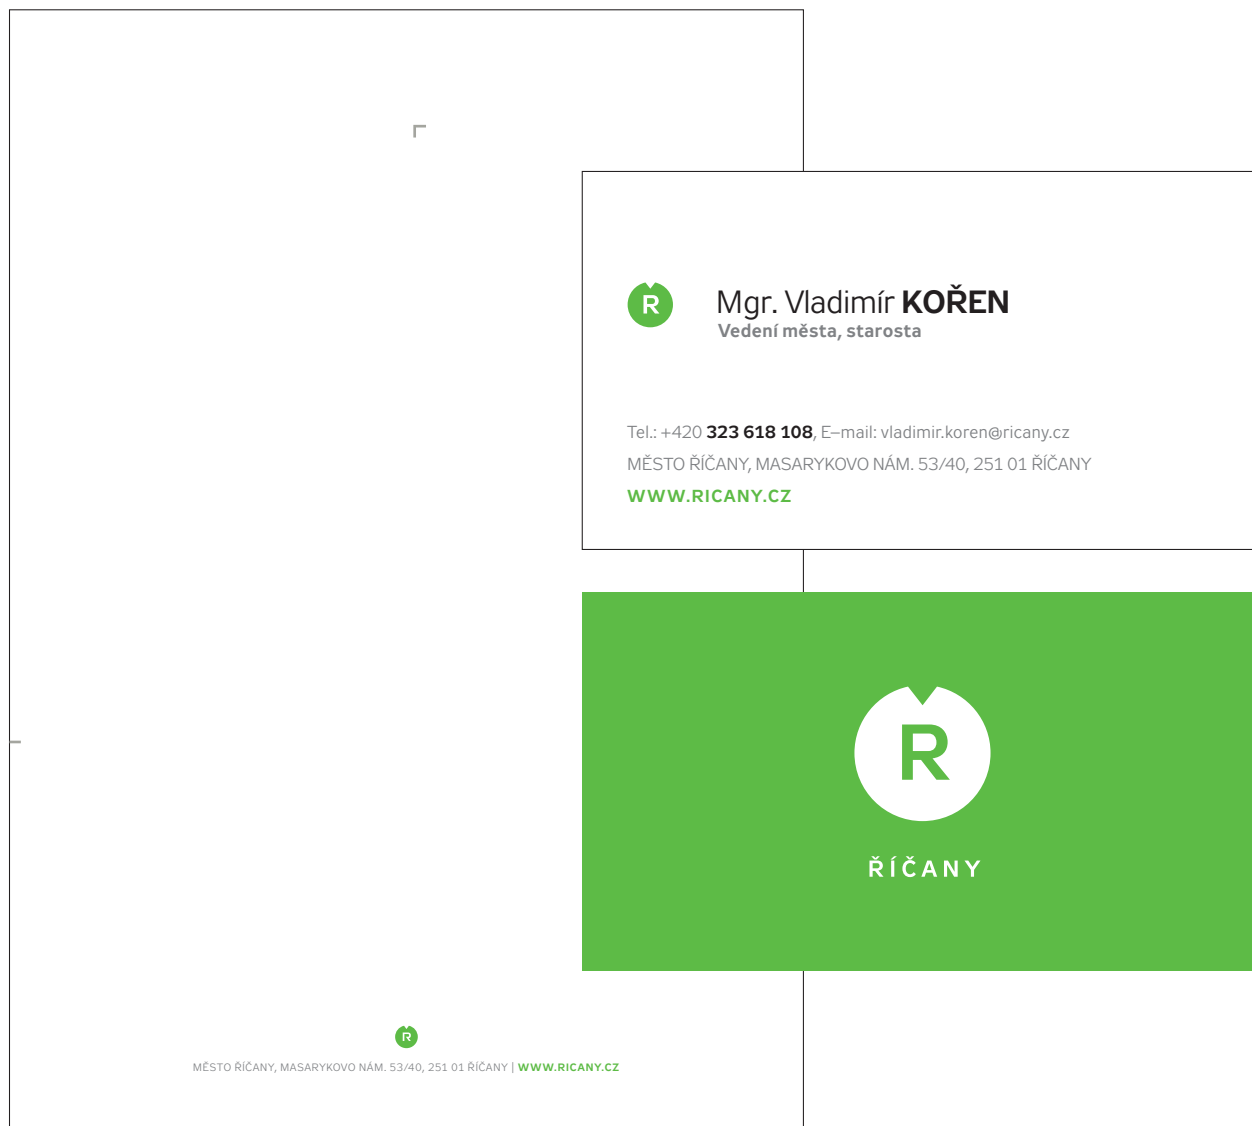 R
Mgr. Vladimír KOŘEN
Vedení města, starosta
Tel.: +420 323 618 108, E–mail: vladimir.koren@ricany.cz
MĚSTO ŘÍČANY, MASARYKOVO NÁM. 53/40, 251 01 ŘÍČANY
WWW.RICANY.CZ
R
ŘÍČANY
R
MĚSTO ŘÍČANY, MASARYKOVO NÁM. 53/40, 251 01 ŘÍČANY | WWW.RICANY.CZ